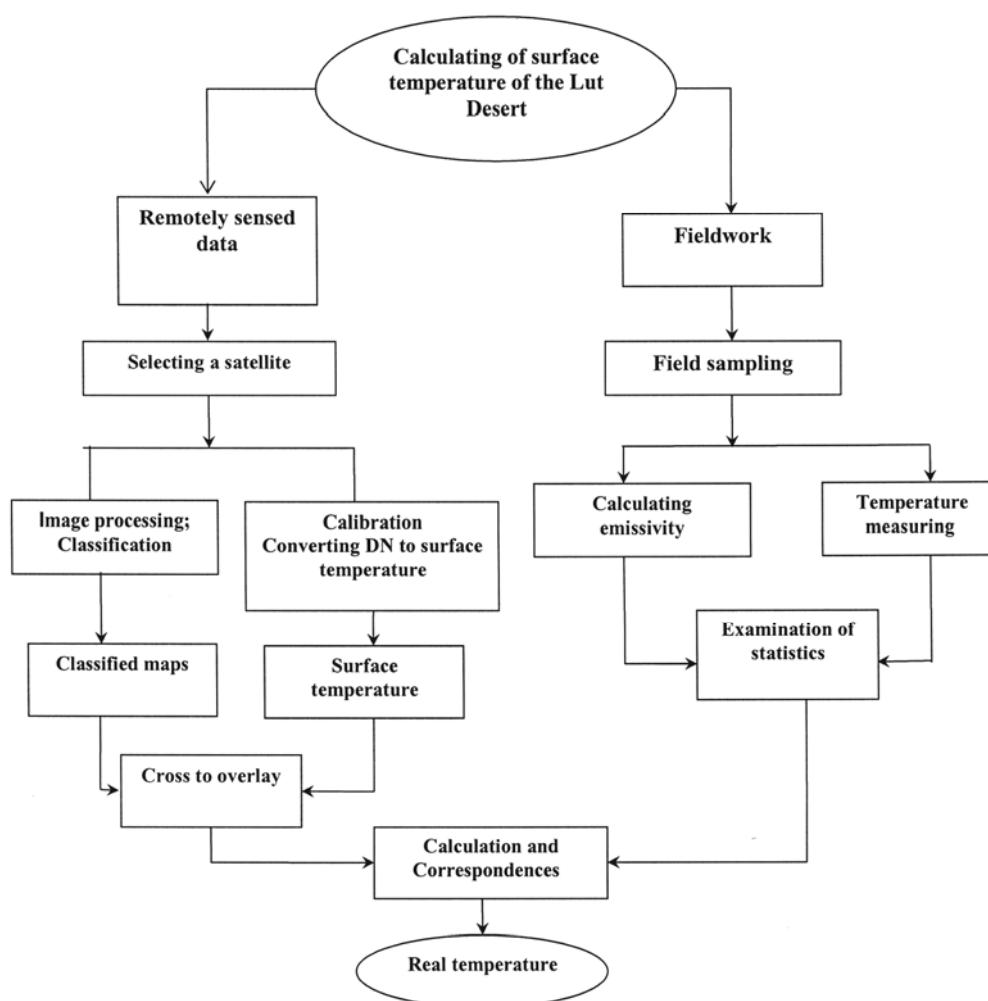 Calculating of surface
temperature of the Lut
Desert
Remotely sensed
data
Fieldwork
Selecting a satellite
Field sampling
Image processing;
Classification
Calibration
Converting DN to surface
temperature
Calculating
emissivity
Temperature
measuring
Classified maps
Surface
temperature
Examination of
statistics
Cross to overlay
Calculation and
Correspondences
Real temperature